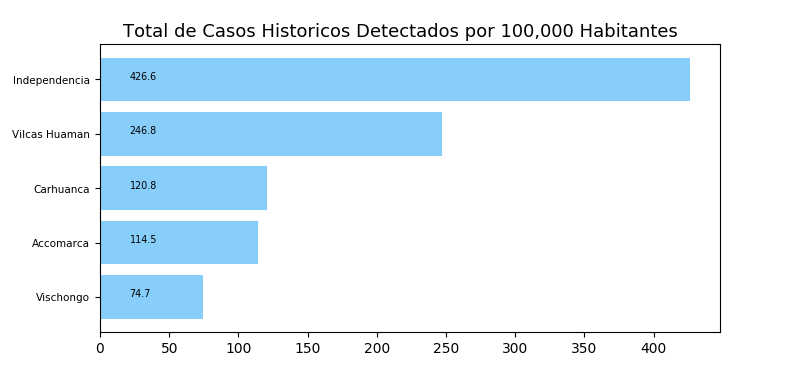 Total de Casos Historicos Detectados por 100,000 Habitantes
Independencia 426.6
Vilcas Huaman 246.8
Carhuanca 120.8
Accomarca 114.5
Vischongo 74.7
0 50 100 150 200 250 300 350 400